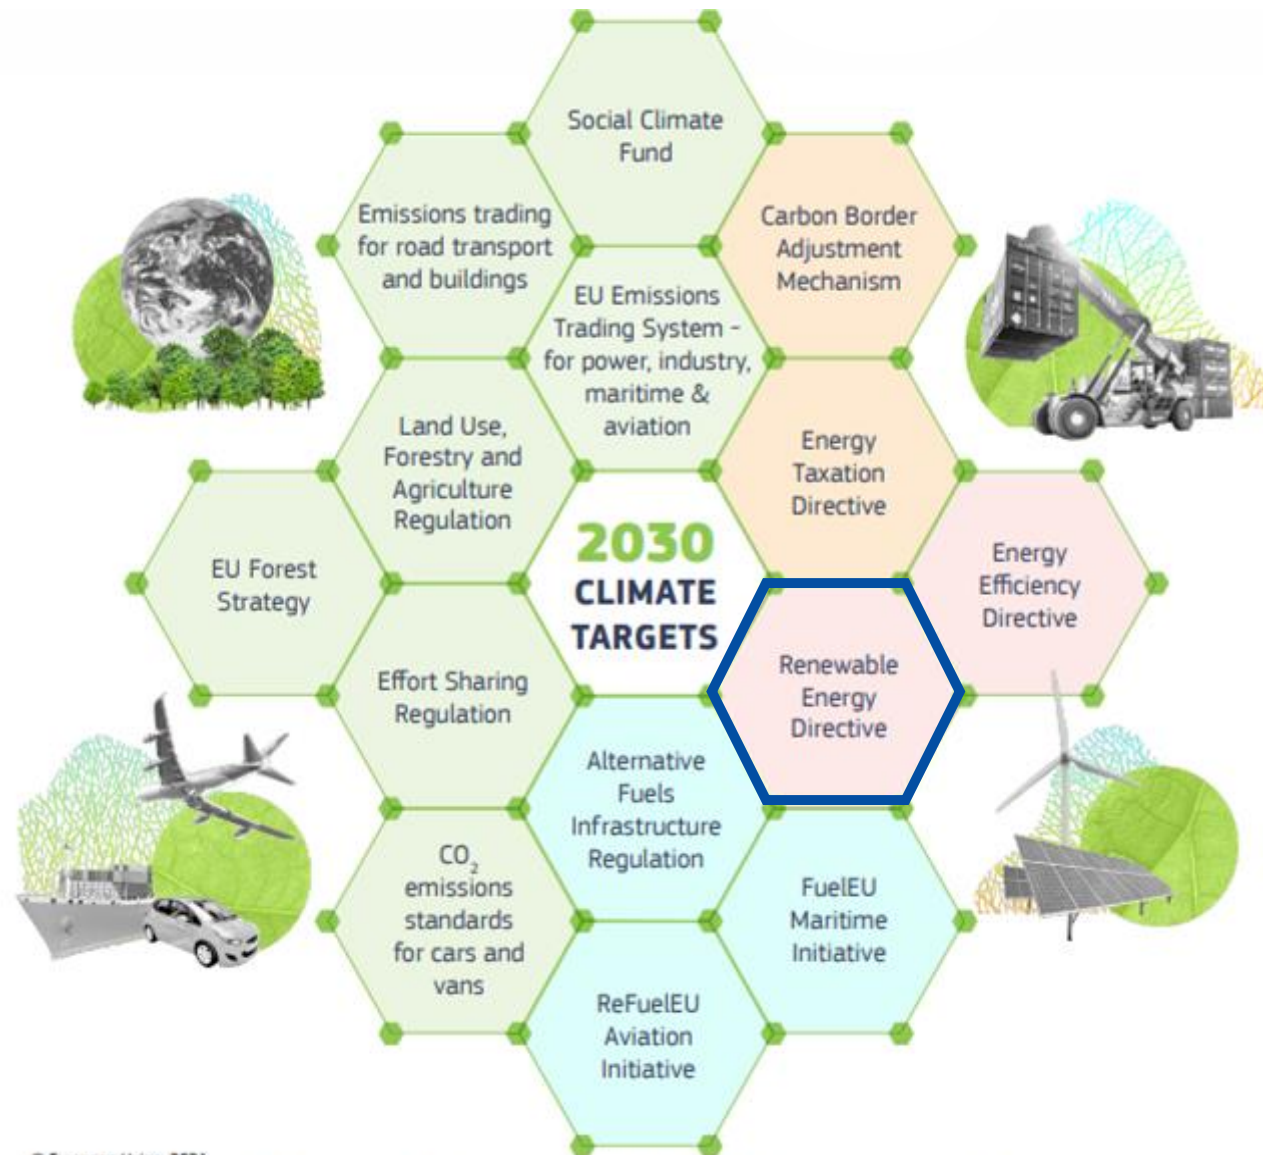 Social Climate
Fund
Emissions trading
for road transport
and buildings
Carbon Border
Adjustment
Mechanism
EU Emissions
Trading System -
for power, industry,
maritime &
aviation
Land Use,
Forestry and
Agriculture
Regulation
Energy
Taxation
Directive
EU Forest
Strategy
2030
CLIMATE
TARGETS
Energy
Efficiency
Directive
Effort Sharing
Regulation
Renewable
Energy
Directive
Alternative
Fuels
Infrastructure
Regulation
CO₂
emissions
standards
for cars and
vans
FuelEU
Maritime
Initiative
ReFuelEU
Aviation
Initiative